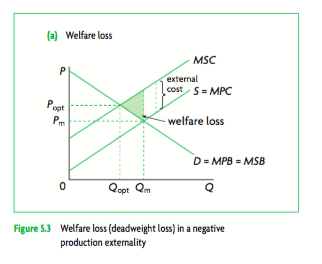 (a) Welfare loss
MSC
P
external
cost
S = MPC
Popt
Pm
welfare loss
D = MPB = MSB
0
Qopt
Qm
Q
Figure 5.3 Welfare loss (deadweight loss) in a negative
production externality